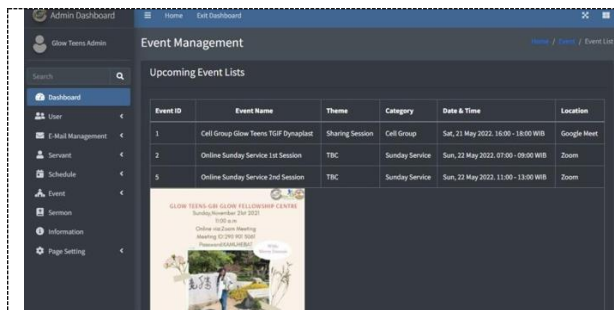 Admin Dashboard
Home Exit Dashboard
Glow Teens Admin
Event Management
Home / Event / Event List
Search
Upcoming Event Lists
Dashboard
User
E-Mail Management
Servant
Schedule
Event
Sermon
Information
Page Setting
Event ID Event Name Theme Category Date & Time Location
1 Cell Group Glow Teens TGIF Dynaplast Sharing Session Cell Group Sat, 21 May 2022. 16:00 - 18:00 WIB Google Meet
2 Online Sunday Service 1st Session TBC Sunday Service Sun, 22 May 2022. 07:00 - 09:00 WIB Zoom
5 Online Sunday Service 2nd Session TBC Sunday Service Sun, 22 May 2022. 11:00 - 13:00 WIB Zoom
GLOW TEENS GBI GLOW FELLOWSHIP CENTRE
Sunday, November 21st 2021
11:00 a.m
Online via Zoom Meeting